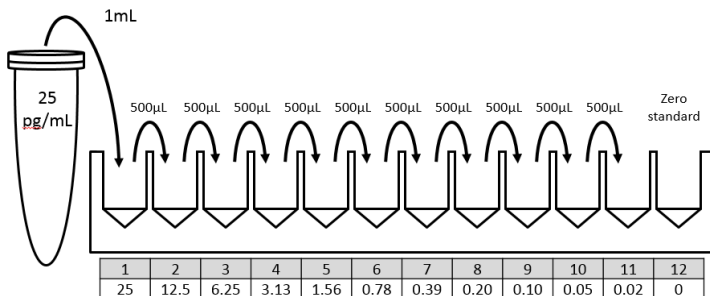 1mL
25
pg/mL
500µL 500µL 500µL 500µL 500µL 500µL 500µL 500µL 500µL 500µL
Zero
standard
1 2 3 4 5 6 7 8 9 10 11 12
25 12.5 6.25 3.13 1.56 0.78 0.39 0.20 0.10 0.05 0.02 0